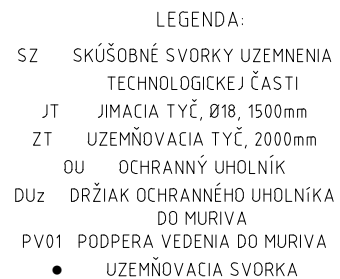 LEGENDA:
SZ SKÚŠOBNÉ SVORKY UZEMNENIA
TECHNOLOGICKEJ ČASTI
JT JIMACIA TYČ, Ø18, 1500mm
ZT UZEMŇOVACIA TYČ, 2000mm
OU OCHRANNÝ UHOLNÍK
DUz DRŽIAK OCHRANNÉHO UHOLNíKA
DO MURIVA
PV01 PODPERA VEDENIA DO MURIVA
● UZEMŇOVACIA SVORKA